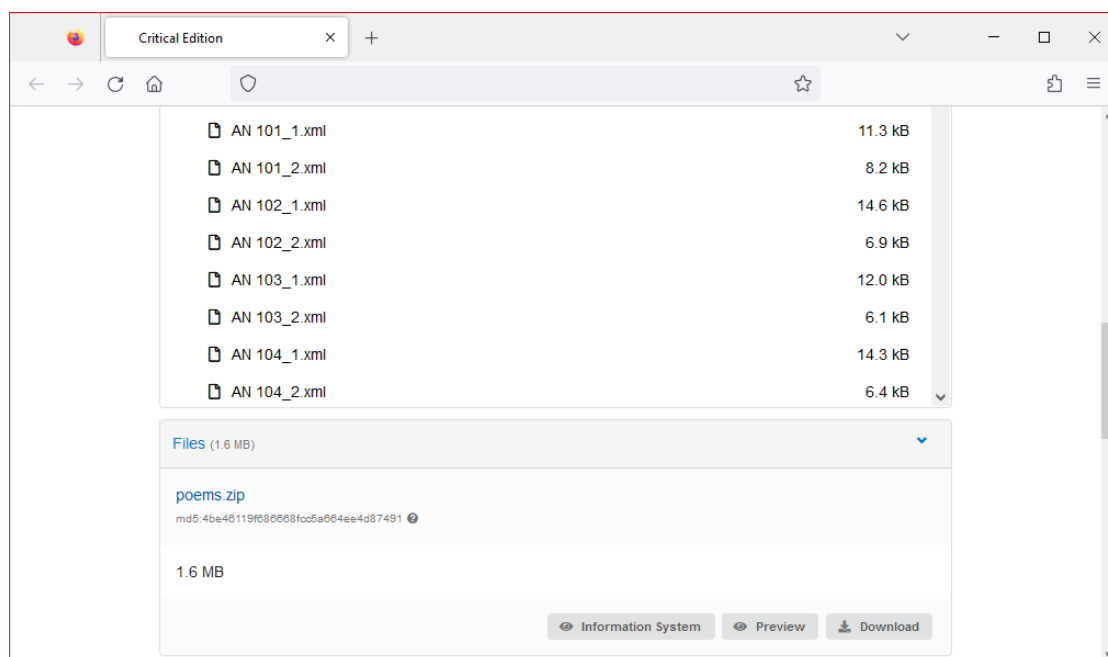 Critical Edition
AN 101_1.xml 11.3 kB
AN 101_2.xml 8.2 kB
AN 102_1.xml 14.6 kB
AN 102_2.xml 6.9 kB
AN 103_1.xml 12.0 kB
AN 103_2.xml 6.1 kB
AN 104_1.xml 14.3 kB
AN 104_2.xml 6.4 kB
Files (1.6 MB)
poems.zip
md5:4be46119f686668fcc5a664ee4d87491
1.6 MB
Information System Preview Download